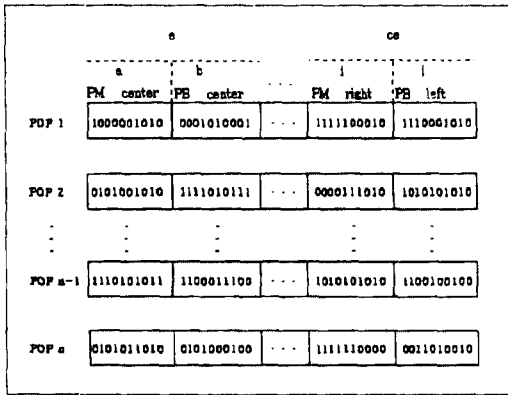 e ce
a b i j
PM center PB center ... PM right PB left
POP 1 1000001010 0001010001 ... 1111100010 1110001010
POP 2 0101001010 1111010111 ... 0000111010 1010101010
POP n-1 1110101011 1100011100 ... 1010101010 1100100100
POP n 0101011010 0101000100 ... 1111110000 0011010010